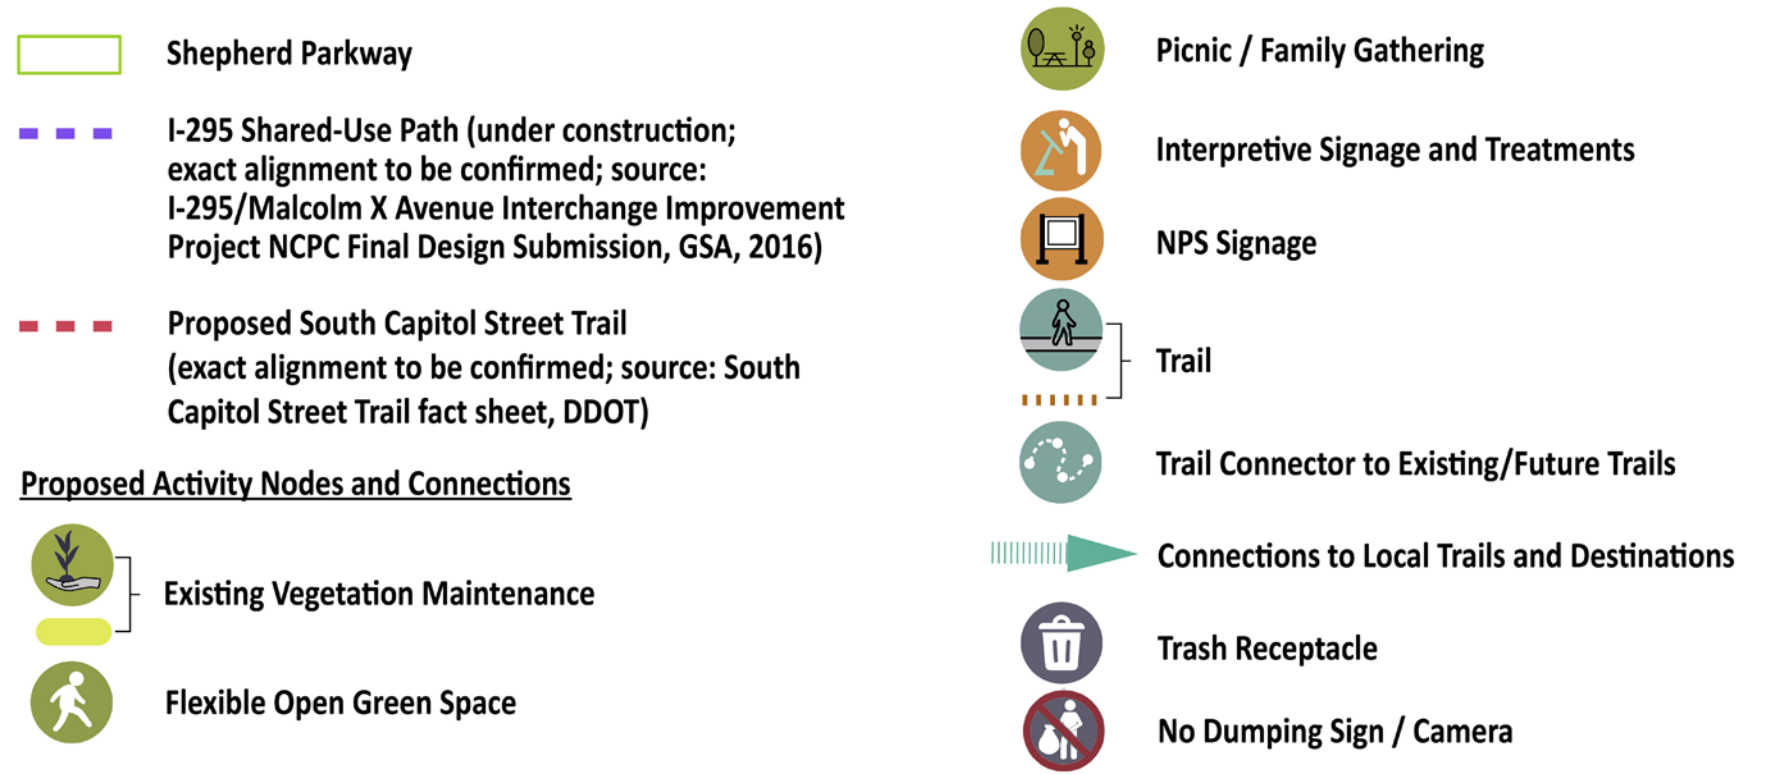 Shepherd Parkway
I-295 Shared-Use Path (under construction;
exact alignment to be confirmed; source:
I-295/Malcolm X Avenue Interchange Improvement
Project NCPC Final Design Submission, GSA, 2016)
Proposed South Capitol Street Trail
(exact alignment to be confirmed; source: South
Capitol Street Trail fact sheet, DDOT)
Proposed Activity Nodes and Connections
Existing Vegetation Maintenance
Flexible Open Green Space
Picnic / Family Gathering
Interpretive Signage and Treatments
NPS Signage
Trail
Trail Connector to Existing/Future Trails
Connections to Local Trails and Destinations
Trash Receptacle
No Dumping Sign / Camera